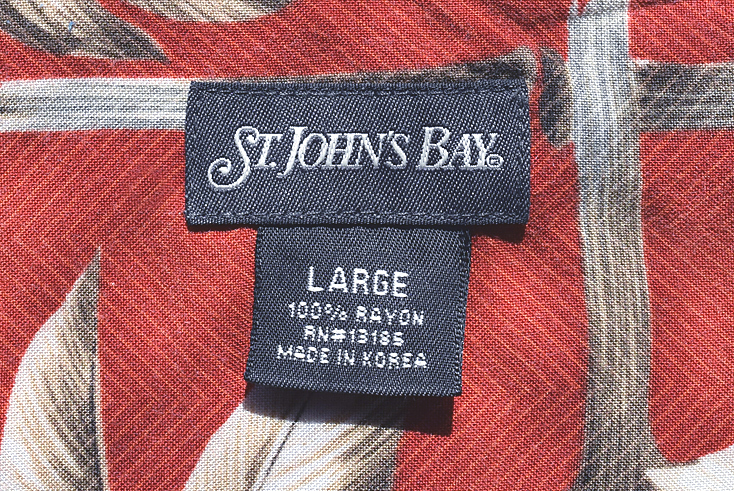 ST. JOHN'S BAY®
LARGE
100% RAYON
RN#13185
MADE IN KOREA